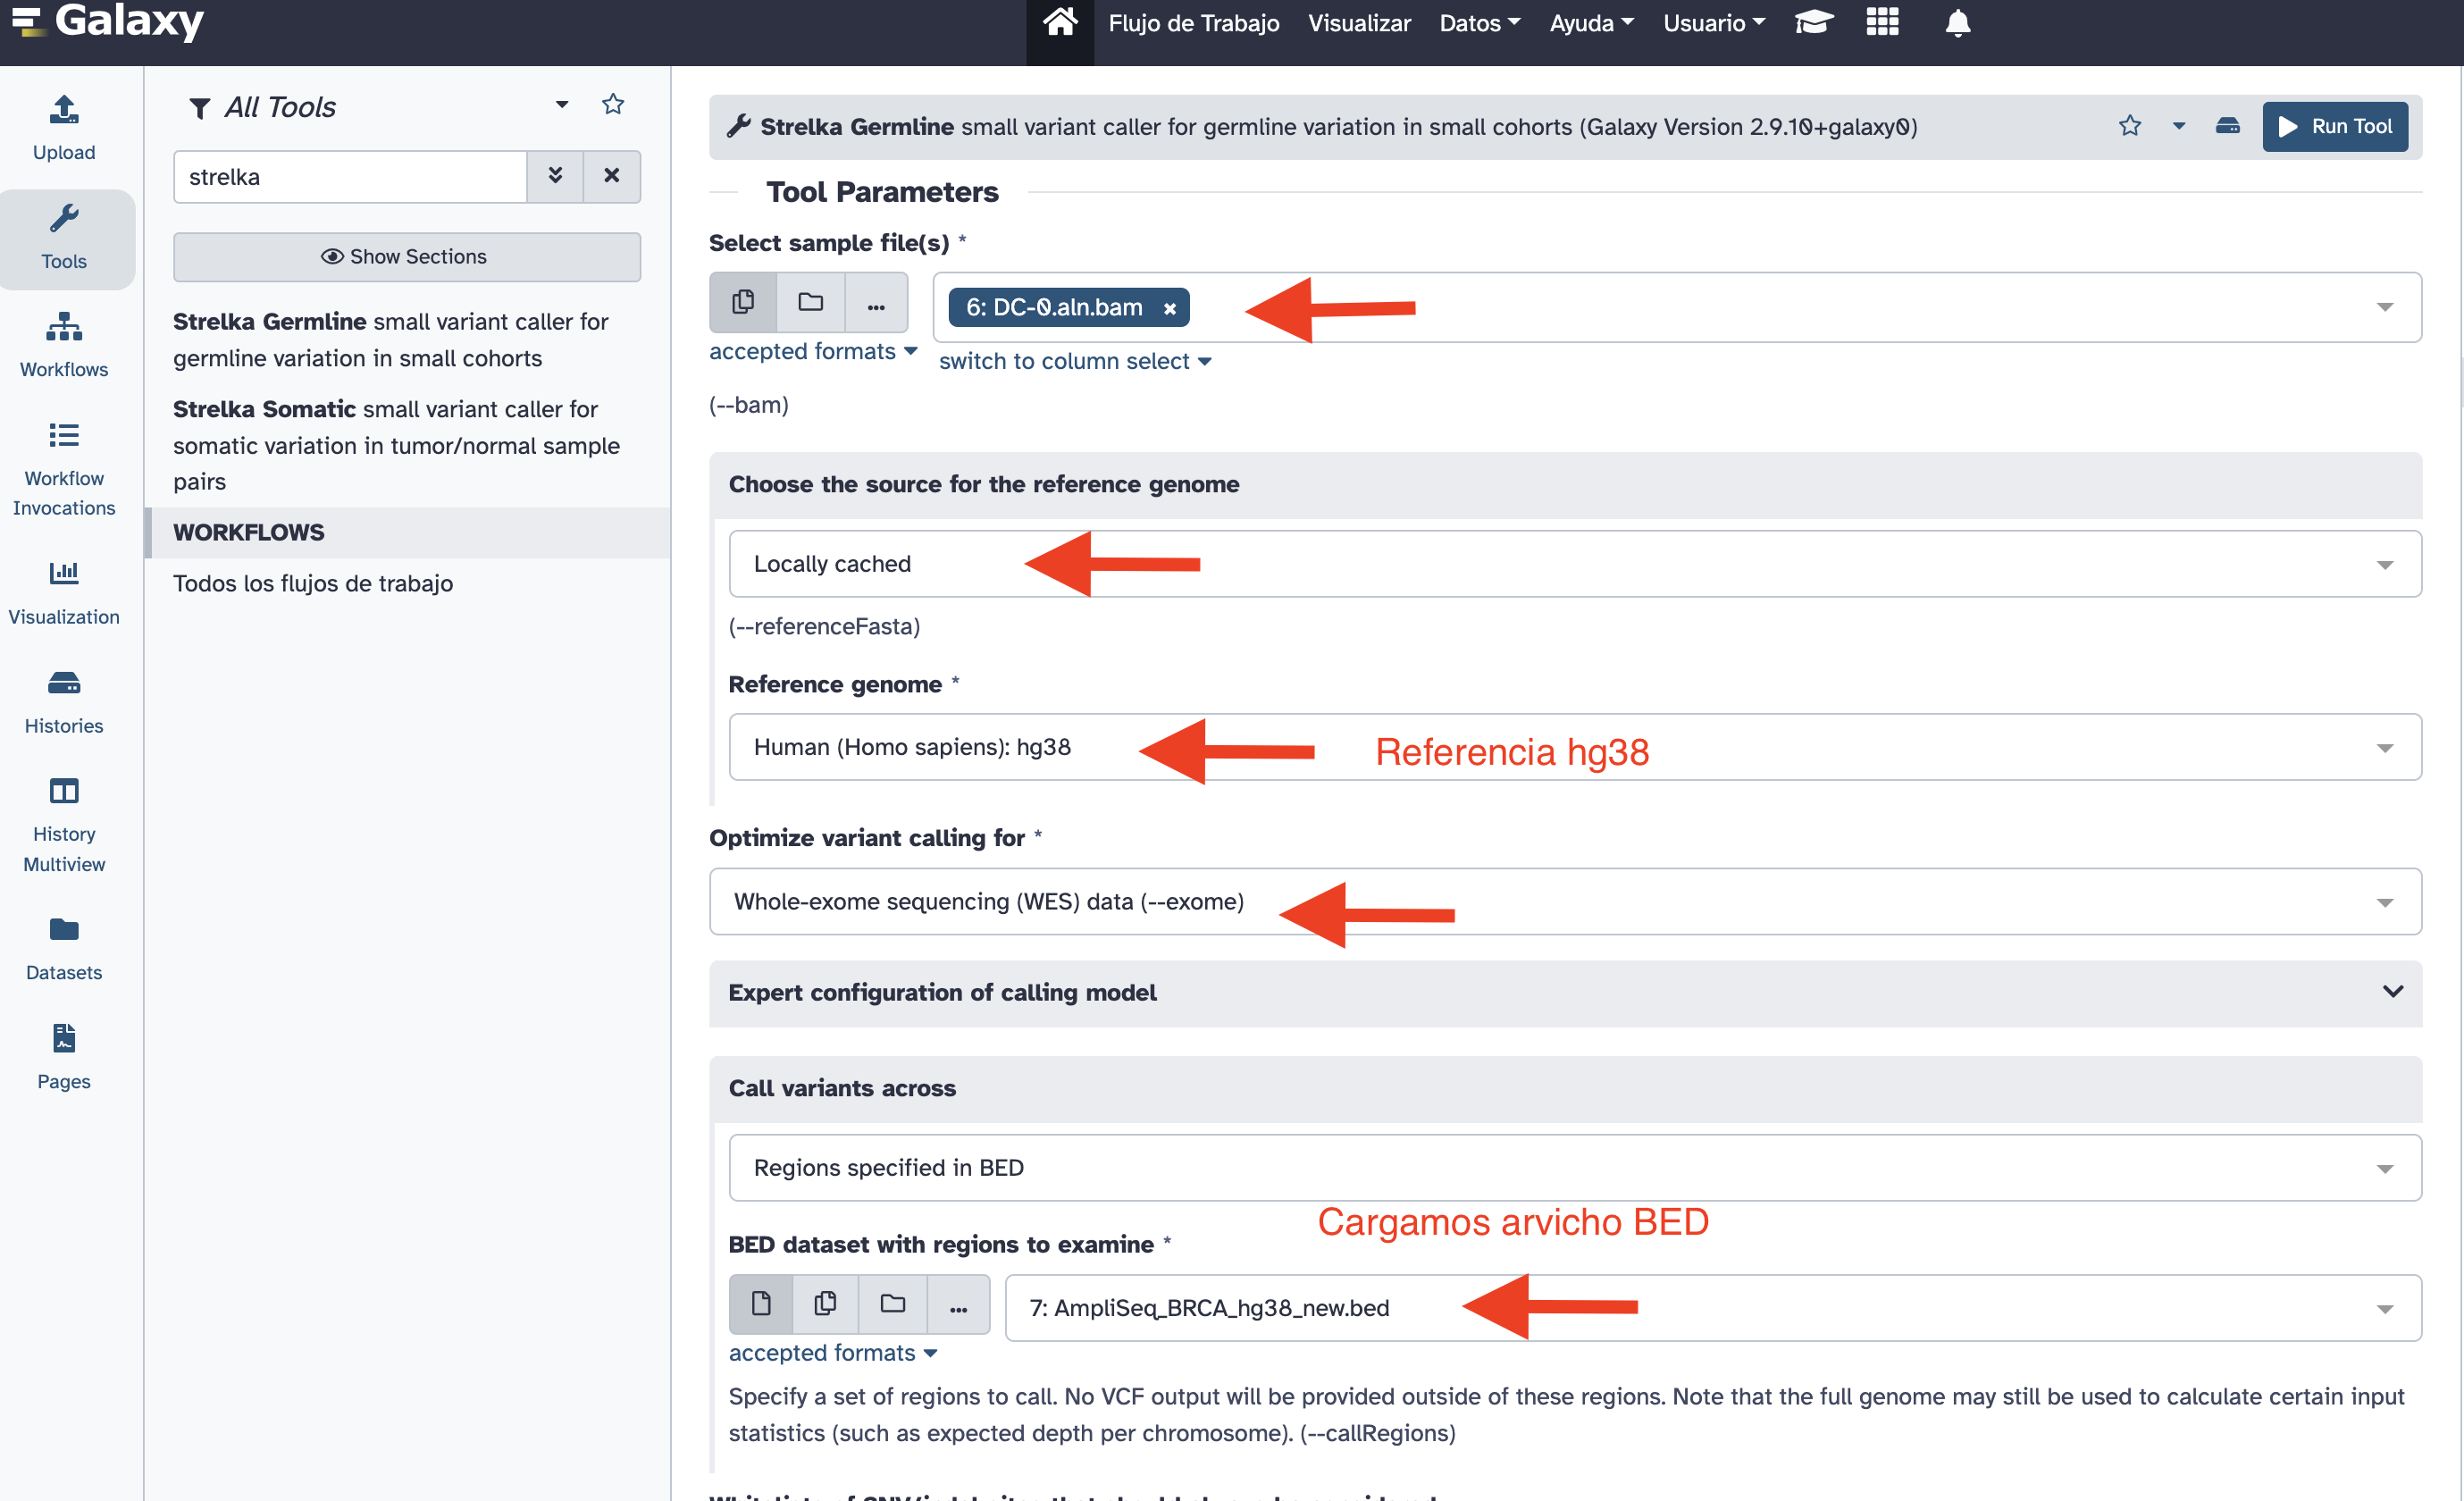 Galaxy
Flujo de Trabajo Visualizar Datos Ayuda Usuario
Upload
Tools
Workflows
Workflow
Invocations
Visualization
Histories
History
Multiview
Datasets
Pages
All Tools
strelka
Show Sections
Strelka Germline small variant caller for
germline variation in small cohorts
Strelka Somatic small variant caller for
somatic variation in tumor/normal sample
pairs
WORKFLOWS
Todos los flujos de trabajo
Strelka Germline small variant caller for germline variation in small cohorts (Galaxy Version 2.9.10+galaxy0)
Run Tool
Tool Parameters
Select sample file(s) *
... 6: DC-0.aln.bam ×
accepted formats switch to column select
(--bam)
Choose the source for the reference genome
Locally cached
(--referenceFasta)
Reference genome *
Human (Homo sapiens): hg38 Referencia hg38
Optimize variant calling for *
Whole-exome sequencing (WES) data (--exome)
Expert configuration of calling model
Call variants across
Regions specified in BED
Cargamos arvicho BED
BED dataset with regions to examine *
... 7: AmpliSeq_BRCA_hg38_new.bed
accepted formats
Specify a set of regions to call. No VCF output will be provided outside of these regions. Note that the full genome may still be used to calculate certain input
statistics (such as expected depth per chromosome). (--callRegions)